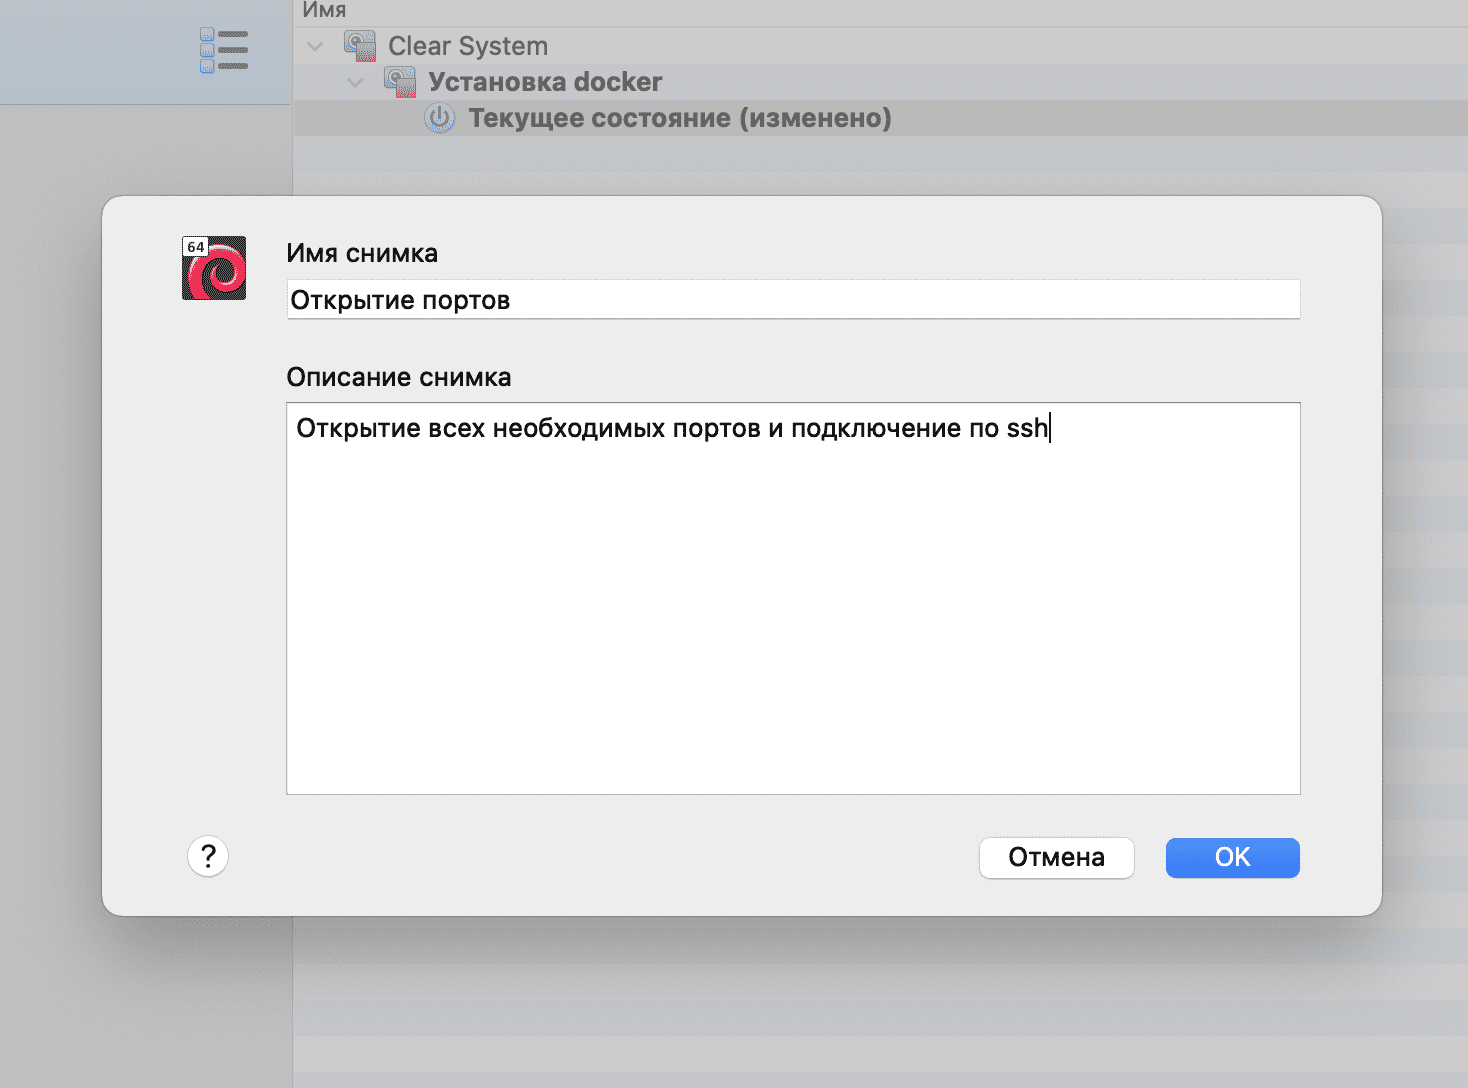 Имя
Clear System
Установка docker
Текущее состояние (изменено)
64
Имя снимка
Открытие портов
Описание снимка
Открытие всех необходимых портов и подключение по ssh
?
Отмена
OK